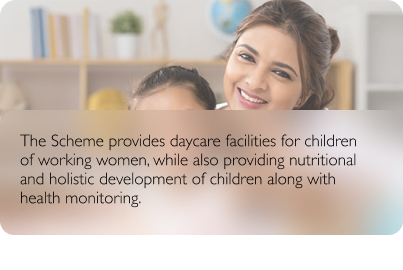 The Scheme provides daycare facilities for children
of working women, while also providing nutritional
and holistic development of children along with
health monitoring.